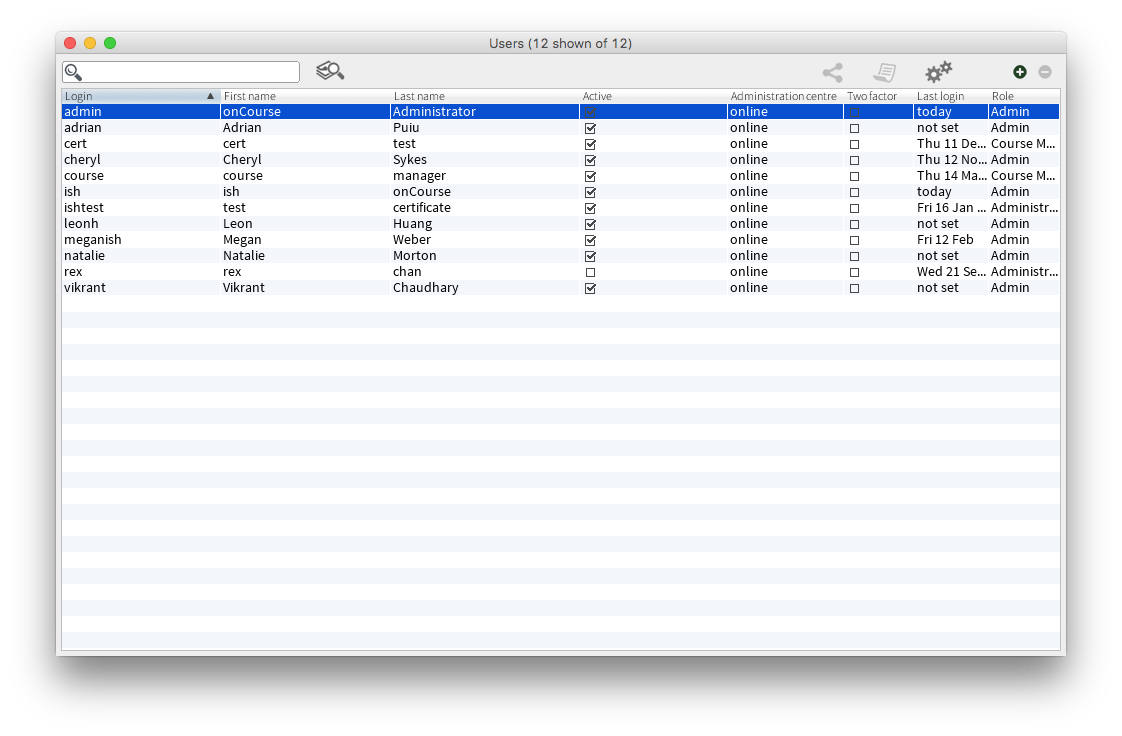 Users (12 shown of 12)
Login First name Last name Active Administration centre Two factor Last login Role
admin onCourse Administrator online today Admin
adrian Adrian Puiu online not set Admin
cert cert test online Thu 11 De... Course M...
cheryl Cheryl Sykes online Thu 12 No... Admin
course course manager online Thu 14 Ma... Course M...
ish ish onCourse online today Admin
ishtest test certificate online Fri 16 Jan ... Administr...
leonh Leon Huang online not set Admin
meganish Megan Weber online Fri 12 Feb Admin
natalie Natalie Morton online not set Admin
rex rex chan online Wed 21 Se... Administr...
vikrant Vikrant Chaudhary online not set Admin